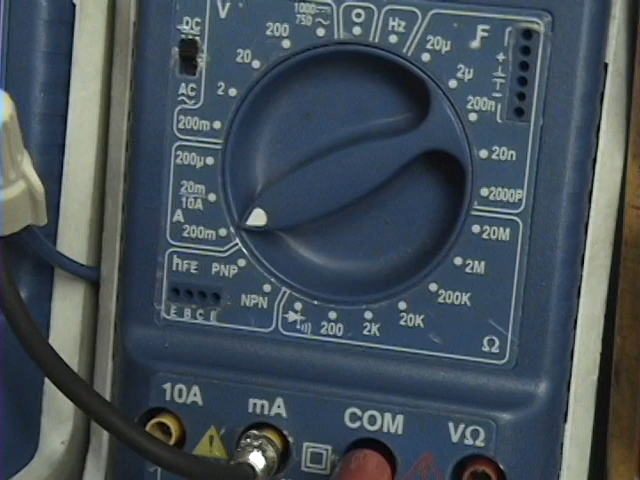 DC
V
1000=
750~
Hz
200
20µ
F
20
2µ
2
200n
AC
200m
200µ
20n
20m
10A
2000P
A
200m
20M
hFE
PNP
2M
NPN
200K
E B C E
200
2K
20K
Ω
10A
mA
COM
VΩ